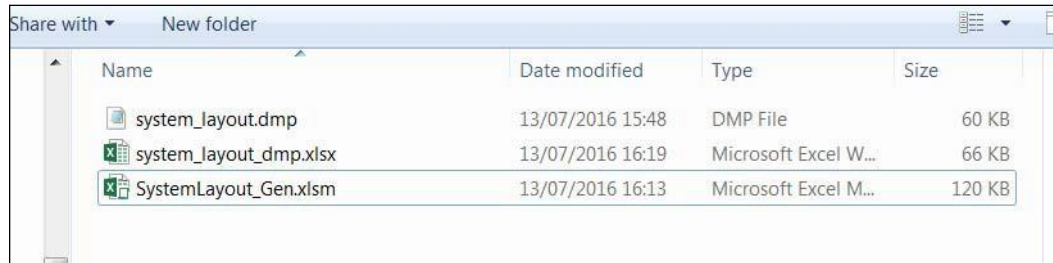 Share with New folder
Name Date modified Type Size
system_layout.dmp 13/07/2016 15:48 DMP File 60 KB
system_layout_dmp.xlsx 13/07/2016 16:19 Microsoft Excel W... 66 KB
SystemLayout_Gen.xlsm 13/07/2016 16:13 Microsoft Excel M... 120 KB